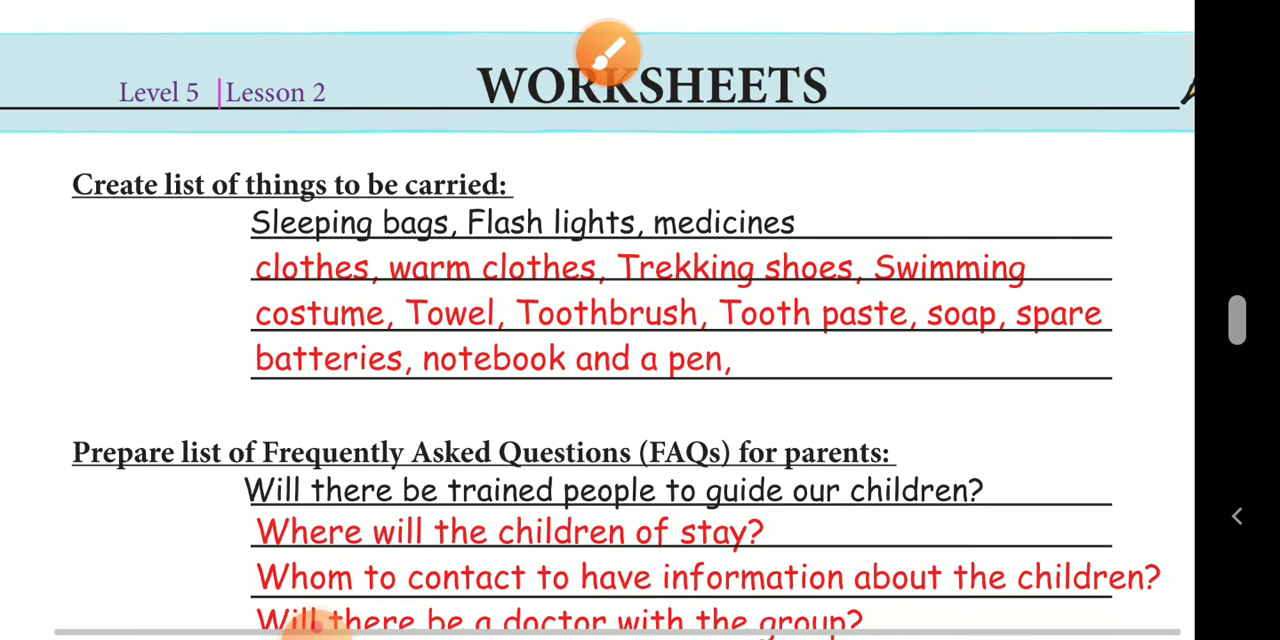 Level 5 | Lesson 2
WORKSHEETS
Create list of things to be carried:
Sleeping bags, Flash lights, medicines
clothes, warm clothes, Trekking shoes, Swimming
costume, Towel, Toothbrush, Tooth paste, soap, spare
batteries, notebook and a pen,
Prepare list of Frequently Asked Questions (FAQs) for parents:
Will there be trained people to guide our children?
Where will the children of stay?
Whom to contact to have information about the children?
Will there be a doctor with the group?